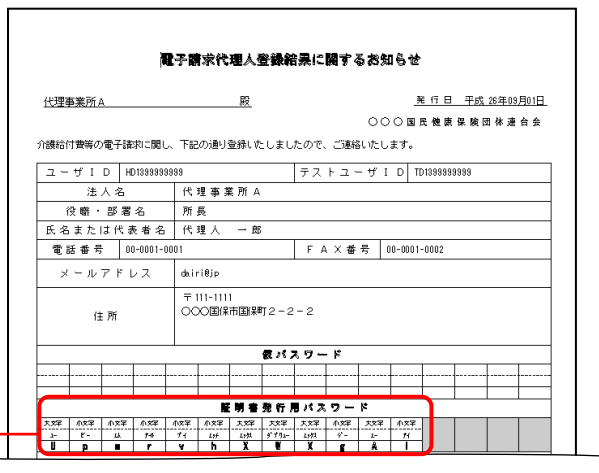 電子請求代理人登録結果に関するお知らせ
代理事業所A 殿 発行日 平成 26年09月01日
〇〇〇国民健康保険団体連合会
介護給付費等の電子請求に関し、下記の通り登録いたしましたので、ご連絡いたします。
ユーザID HD1399999999 テストユーザID TD1399999999
法人名 代理事業所A
役職・部署名 所長
氏名または代表者名 代理人 一郎
電話番号 00-0001-0001 FAX番号 00-0001-0002
メールアドレス dairi@jp
住所 〒111-1111
〇〇〇国保市国保町2-2-2
仮パスワード
証明書発行用パスワード
大文字 小文字 小文字 小文字 小文字 小文字 大文字 大文字 大文字 小文字 大文字 小文字
U p m r v h X W X g A l